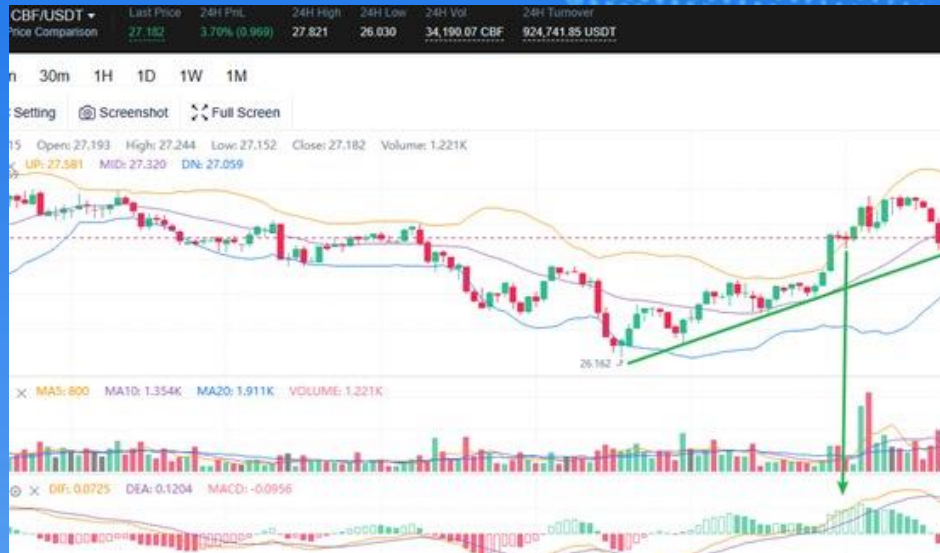 CBF/USDT Last Price 24H PnL 24H High 24H Low 24H Vol 24H Turnover
Price Comparison 27.182 3.70% (0.969) 27.821 26.030 34,190.07 CBF 924,741.85 USDT
30m 1H 1D 1W 1M
Setting Screenshot Full Screen
15 Open: 27.193 High: 27.244 Low: 27.152 Close: 27.182 Volume: 1.221K
UP: 27.581 MID: 27.320 DN: 27.059
26.162
MA5: 800 MA10: 1.354K MA20: 1.911K VOLUME: 1.221K
DIF: 0.0725 DEA: 0.1204 MACD: -0.0956